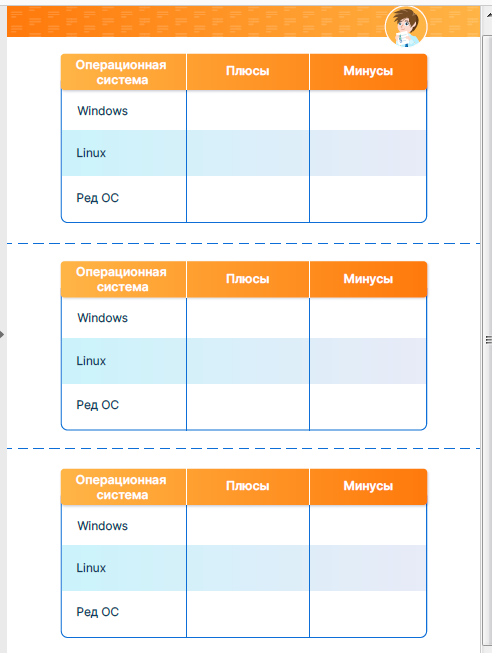 Операционная система Плюсы Минусы
Windows
Linux
Ред ОС
Операционная система Плюсы Минусы
Windows
Linux
Ред ОС
Операционная система Плюсы Минусы
Windows
Linux
Ред ОС